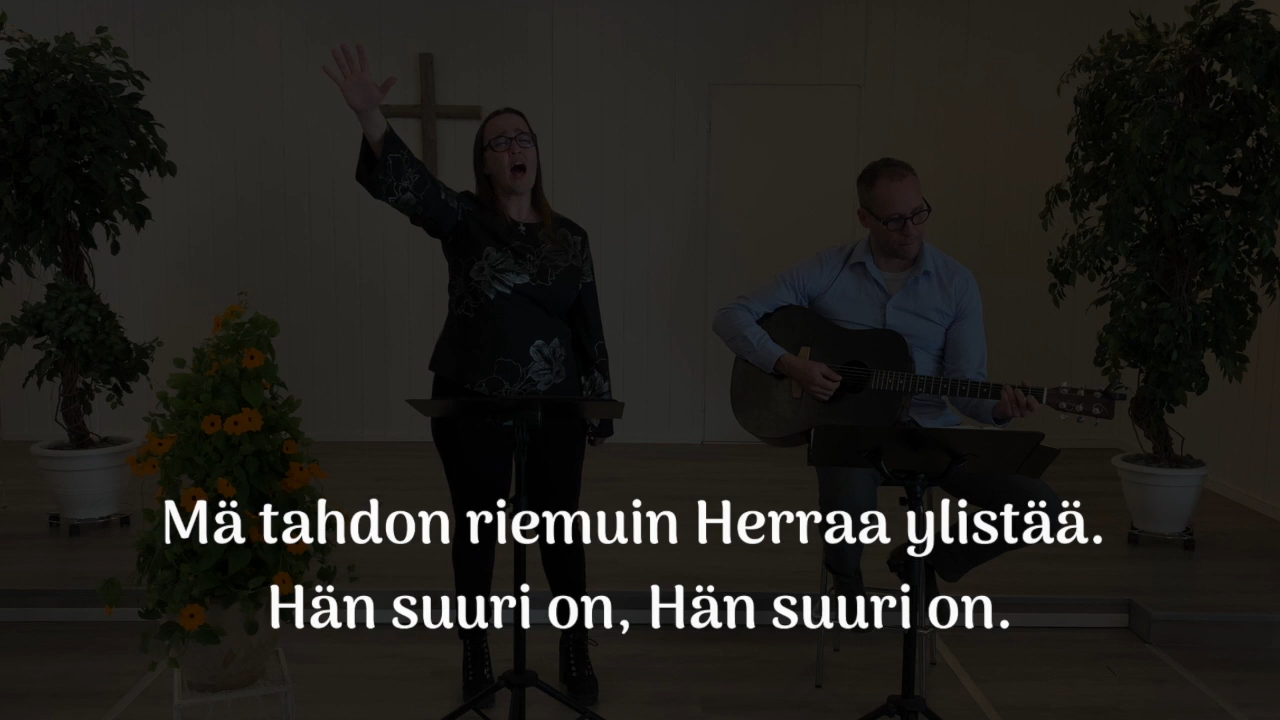 Mä tahdon riemuin Herraa ylistää.
Hän suuri on, Hän suuri on.